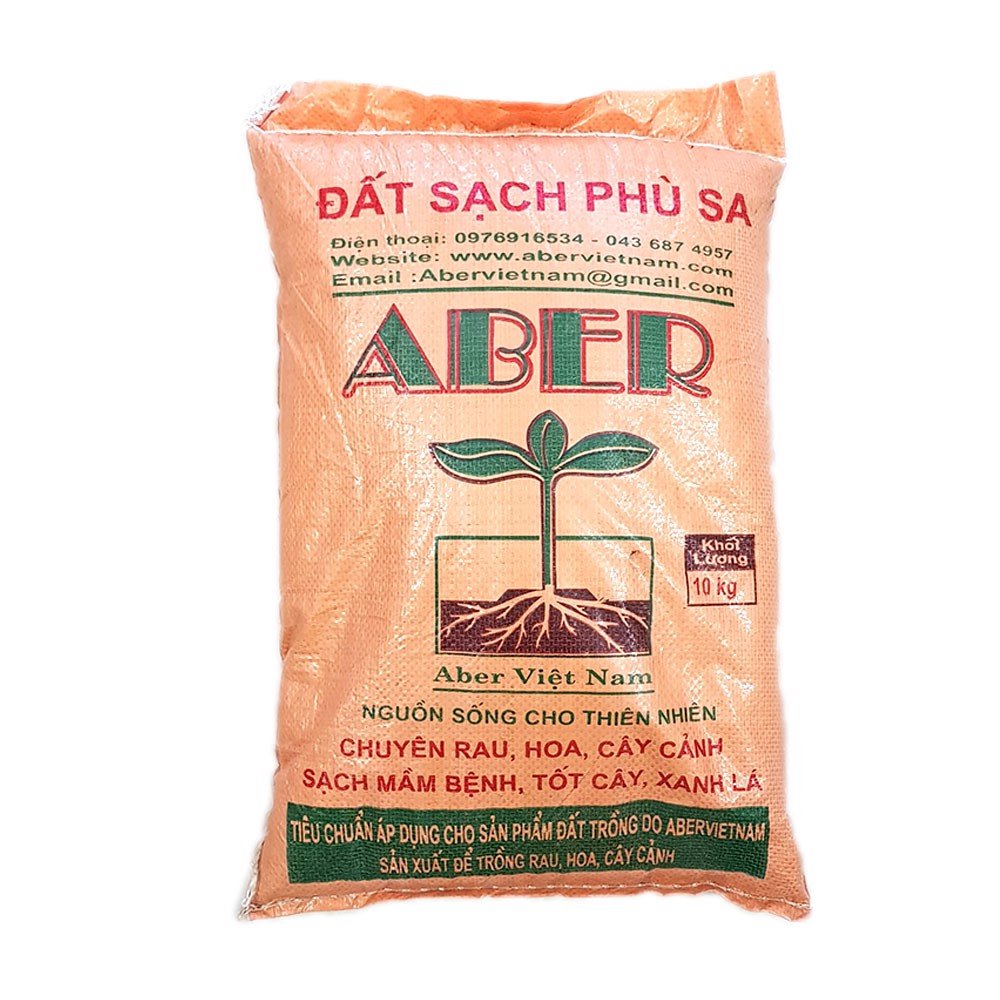 ĐẤT SẠCH PHÙ SA
Điện thoại: 0976916534 - 043 687 4957
Website: www.abervietnam.com
Email :Abervietnam@gmail.com
ABER
Khối
Lượng
10 kg
Aber Việt Nam
NGUỒN SỐNG CHO THIÊN NHIÊN
CHUYÊN RAU, HOA, CÂY CẢNH
SẠCH MẦM BỆNH, TỐT CÂY, XANH LÁ
TIÊU CHUẨN ÁP DỤNG CHO SẢN PHẨM ĐẤT TRỒNG DO ABERVIETNAM
SẢN XUẤT ĐỂ TRỒNG RAU, HOA, CÂY CẢNH